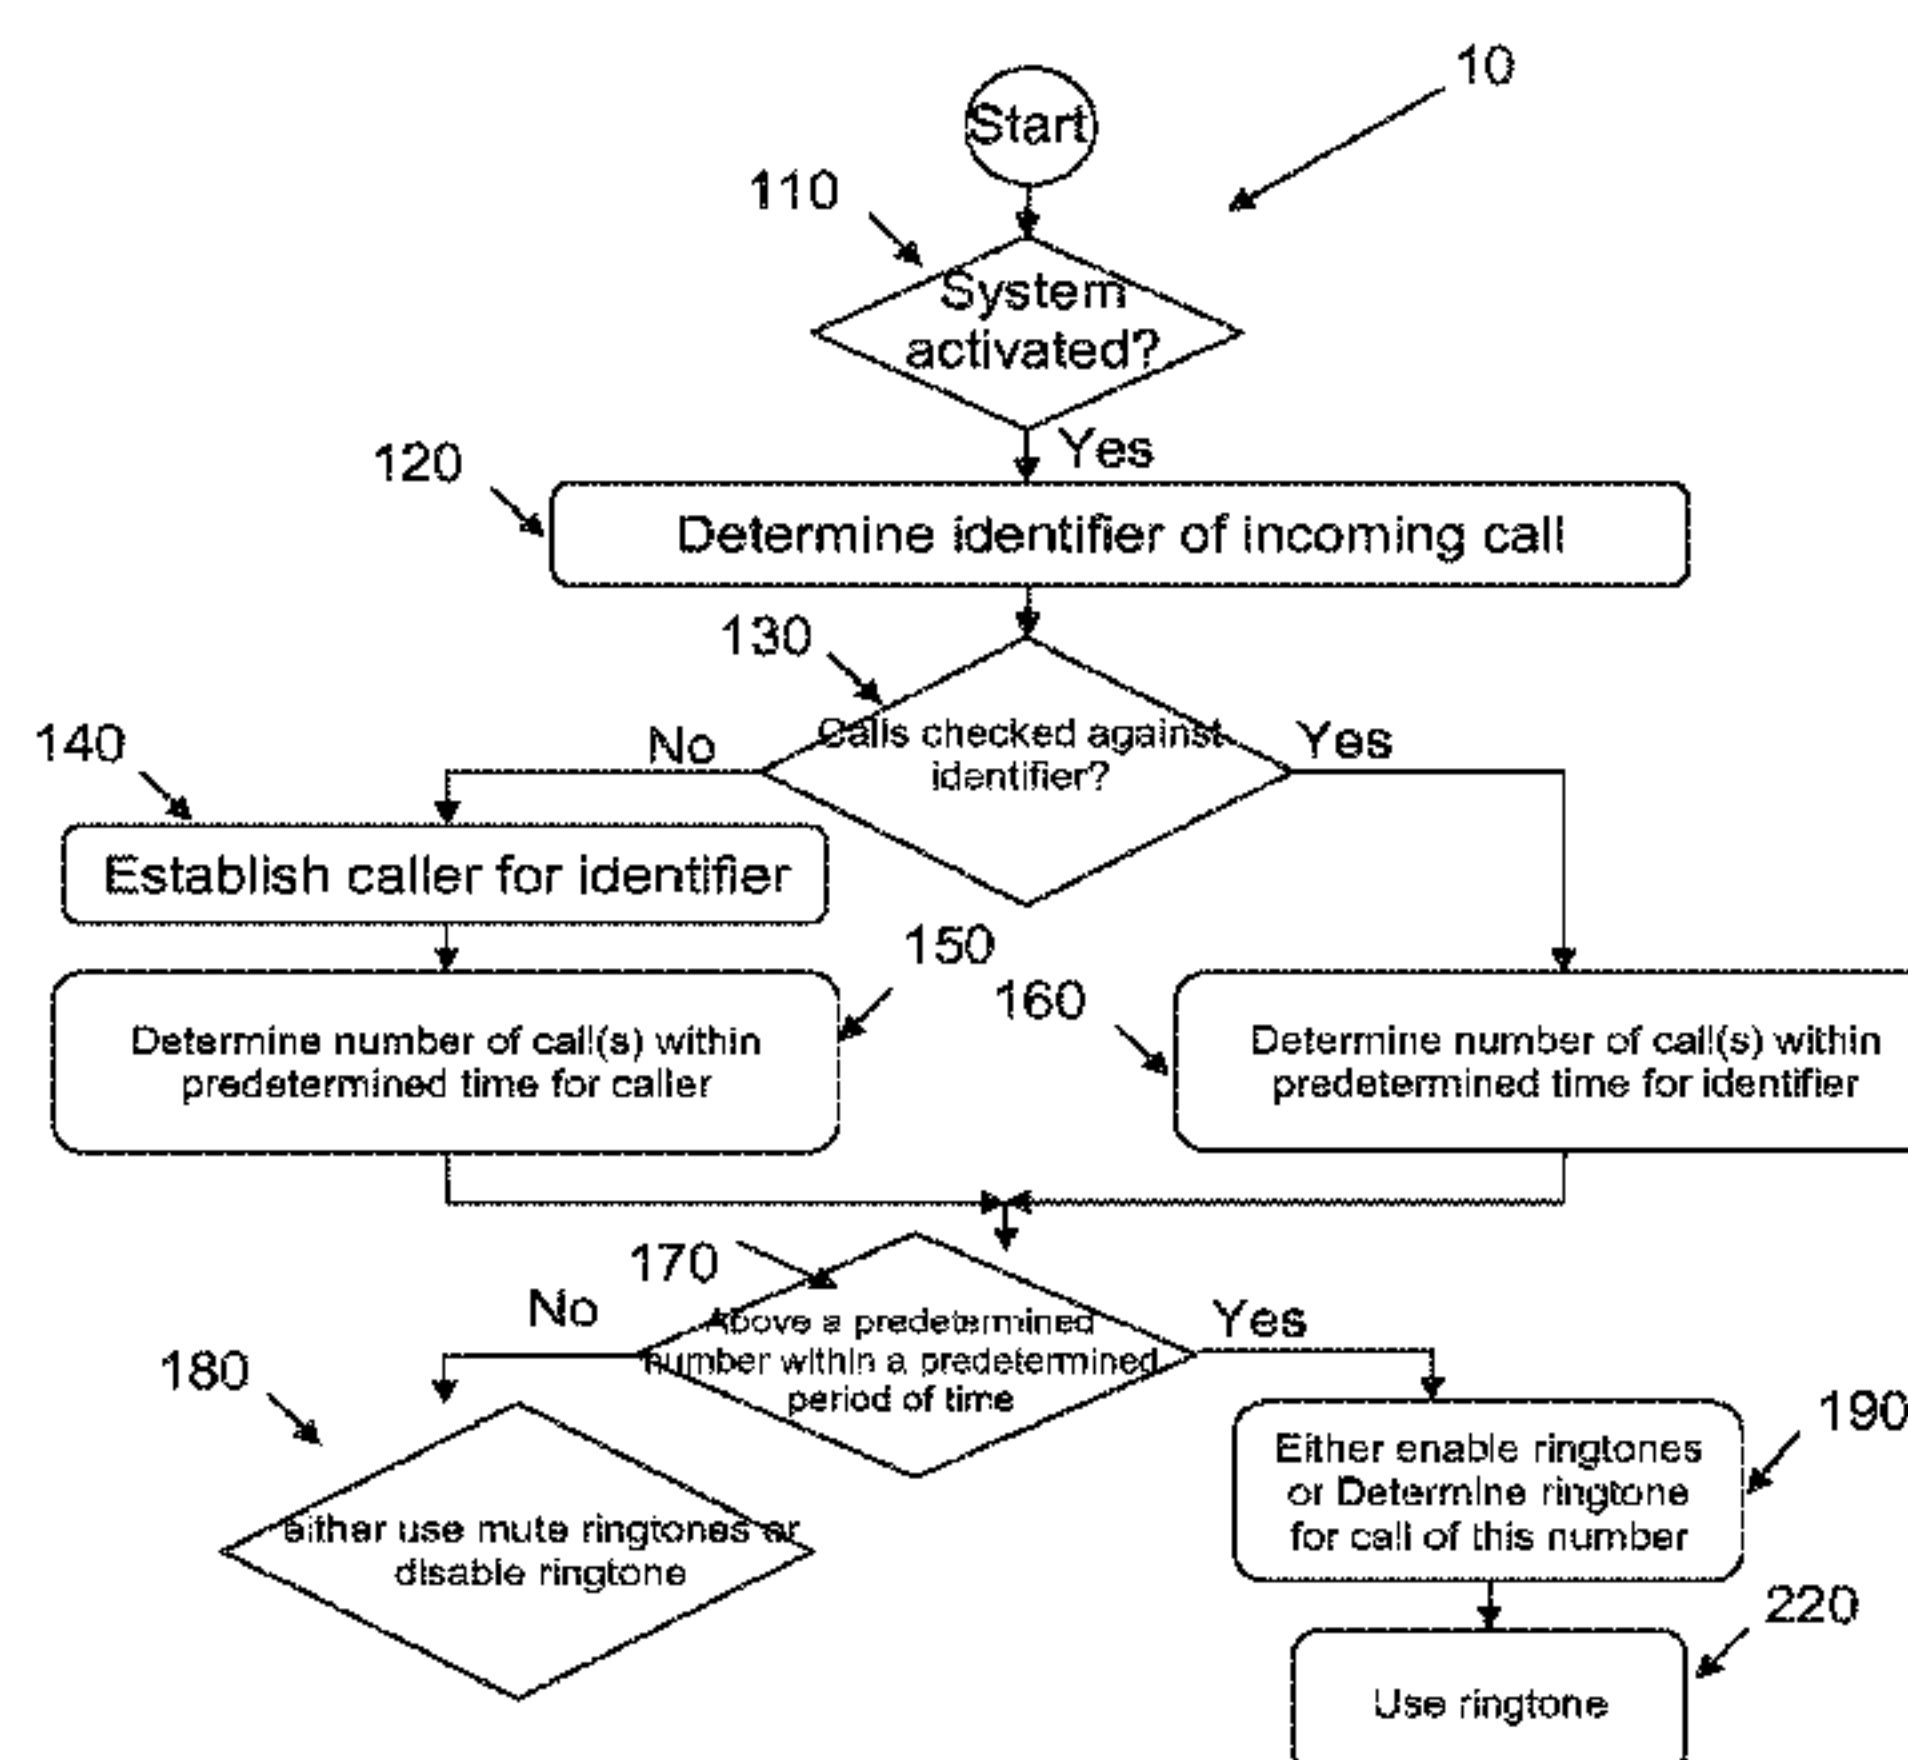 10
Start
110
System
activated?
Yes
120
Determine identifier of incoming call
130
Calls checked against
identifier?
No
Yes
140
Establish caller for identifier
150
160
Determine number of call(s) within
predetermined time for caller
Determine number of call(s) within
predetermined time for identifier
170
No
Yes
Above a predetermined
number within a predetermined
period of time
180
either use mute ringtones or
disable ringtone
190
Either enable ringtones
or Determine ringtone
for call of this number
220
Use ringtone